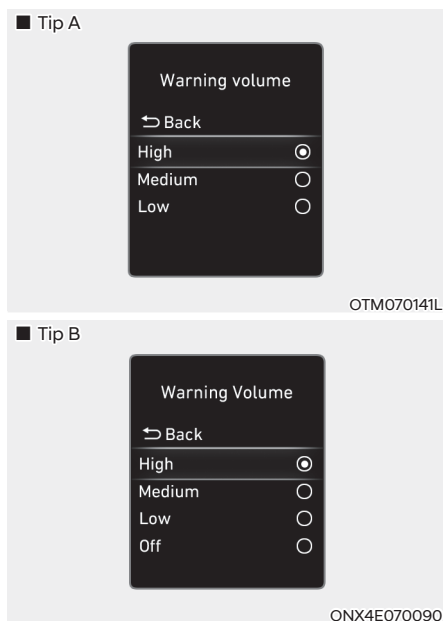 ■ Tip A
Warning volume
⮌ Back
High
Medium
Low
OTM070141L
■ Tip B
Warning Volume
⮌ Back
High
Medium
Low
Off
ONX4E070090